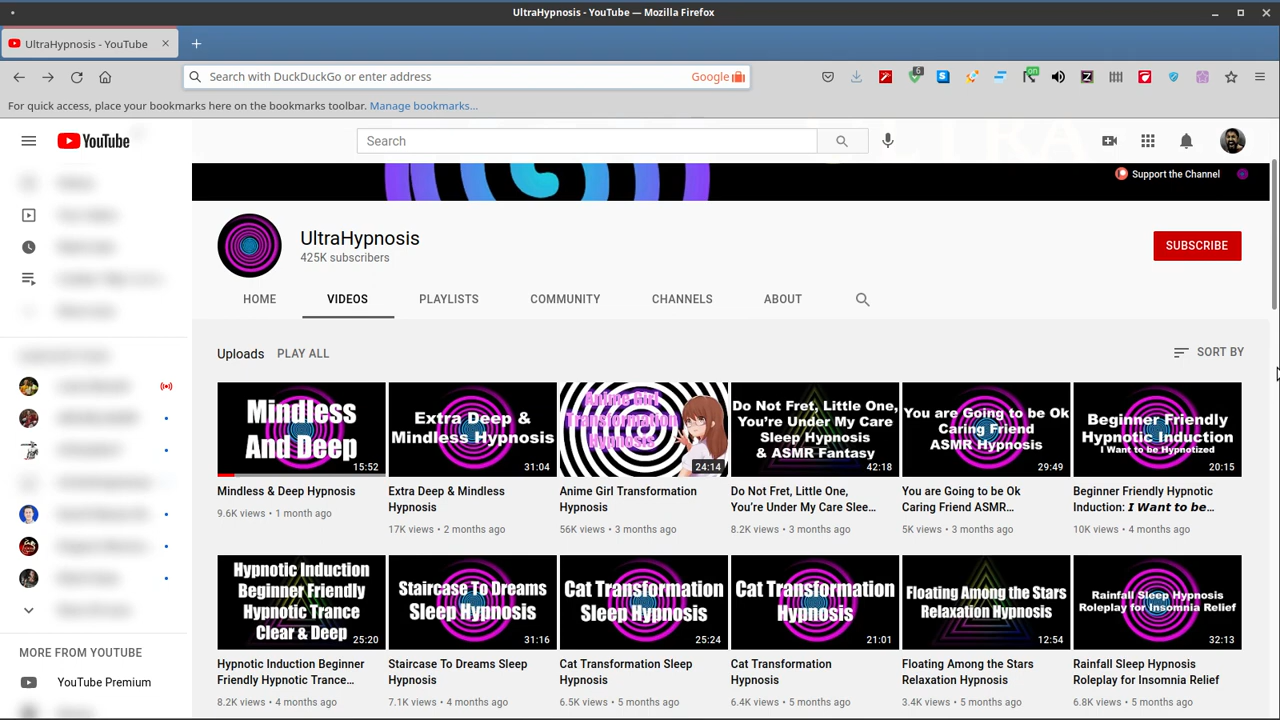 UltraHypnosis - YouTube — Mozilla Firefox
UltraHypnosis - YouTube
Search with DuckDuckGo or enter address
Google
6
on
For quick access, place your bookmarks here on the bookmarks toolbar. Manage bookmarks...
YouTube
Search
Support the Channel
UltraHypnosis
425K subscribers
SUBSCRIBE
HOME
VIDEOS
PLAYLISTS
COMMUNITY
CHANNELS
ABOUT
Uploads
PLAY ALL
SORT BY
Mindless
And Deep
15:52
Extra Deep &
Mindless Hypnosis
31:04
Anime Girl
Transformation
Hypnosis
24:14
Do Not Fret, Little One,
You're Under My Care
Sleep Hypnosis
& ASMR Fantasy
42:18
You are Going to be Ok
Caring Friend
ASMR Hypnosis
29:49
Beginner Friendly
Hypnotic Induction
I Want to be Hypnotized
20:15
Mindless & Deep Hypnosis
9.6K views • 1 month ago
Extra Deep & Mindless
Hypnosis
17K views • 2 months ago
Anime Girl Transformation
Hypnosis
56K views • 3 months ago
Do Not Fret, Little One,
You're Under My Care Slee...
8.2K views • 3 months ago
You are Going to be Ok
Caring Friend ASMR...
5K views • 3 months ago
Beginner Friendly Hypnotic
Induction: I Want to be...
10K views • 4 months ago
Hypnotic Induction
Beginner Friendly
Hypnotic Trance
Clear & Deep
25:20
Staircase To Dreams
Sleep Hypnosis
31:16
Cat Transformation
Sleep Hypnosis
25:24
Cat Transformation
Hypnosis
21:01
Floating Among the Stars
Relaxation Hypnosis
12:54
Rainfall Sleep Hypnosis
Roleplay for Insomnia Relief
32:13
Hypnotic Induction Beginner
Friendly Hypnotic Trance...
8.2K views • 4 months ago
Staircase To Dreams Sleep
Hypnosis
7.1K views • 4 months ago
Cat Transformation Sleep
Hypnosis
6.5K views • 5 months ago
Cat Transformation
Hypnosis
6.4K views • 5 months ago
Floating Among the Stars
Relaxation Hypnosis
3.4K views • 5 months ago
Rainfall Sleep Hypnosis
Roleplay for Insomnia Relief
6.8K views • 5 months ago
MORE FROM YOUTUBE
YouTube Premium